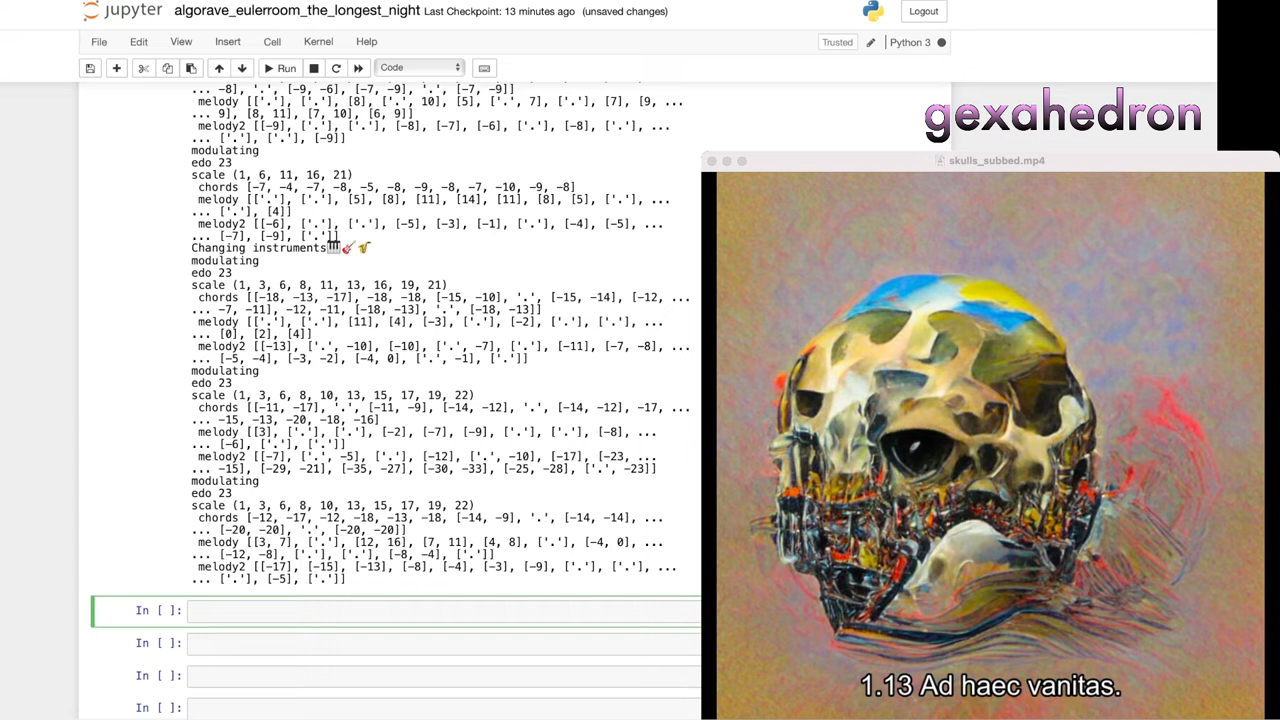 jupyter algorave_eulerroom_the_longest_night Last Checkpoint: 13 minutes ago (unsaved changes) Logout
File Edit View Insert Cell Kernel Help Trusted Python 3
Run Code
... -8], '.', [-9, -6], [-7, -9], '.', [-7, -9]]
melody [['.'], ['.'], [8], ['.', 10], [5], ['.', 7], ['.'], [7], [9, ...
... 9], [8, 11], [7, 10], [6, 9]]
melody2 [[-9], ['.'], ['.'], [-8], [-7], [-6], ['.'], [-8], ['.'], ...
... ['.'], ['.'], [-9]]
modulating
edo 23
scale (1, 6, 11, 16, 21)
chords [-7, -4, -7, -8, -5, -8, -9, -8, -7, -10, -9, -8]
melody [['.'], ['.'], [5], [8], [11], [14], [11], [8], [5], ['.'], ...
... ['.'], [4]]
melody2 [[-6], ['.'], ['.'], [-5], [-3], [-1], ['.'], [-4], [-5], ...
... [-7], [-9], ['.']]
Changing instruments🎹🎸🎷
modulating
edo 23
scale (1, 3, 6, 8, 11, 13, 16, 19, 21)
chords [[-18, -13, -17], -18, -18, [-15, -10], '.', [-15, -14], [-12, ...
... -7, -11], -12, -11, [-18, -13], '.', [-18, -13]]
melody [['.'], ['.'], [11], [4], [-3], ['.'], [-2], ['.'], ['.'], ...
... [0], [2], [4]]
melody2 [[-13], ['.', -10], [-10], ['.', -7], ['.'], [-11], [-7, -8], ...
... [-5, -4], [-3, -2], [-4, 0], ['.', -1], ['.']]
modulating
edo 23
scale (1, 3, 6, 8, 10, 13, 15, 17, 19, 22)
chords [[-11, -17], '.', [-11, -9], [-14, -12], '.', [-14, -12], -17, ...
... -15, -13, -20, -18, -16]
melody [[3], ['.'], ['.'], [-2], [-7], [-9], ['.'], ['.'], [-8], ...
... [-6], ['.'], ['.']]
melody2 [[-7], ['.', -5], ['.'], [-12], ['.', -10], [-17], [-23, ...
... -15], [-29, -21], [-35, -27], [-30, -33], [-25, -28], ['.', -23]]
modulating
edo 23
scale (1, 3, 6, 8, 10, 13, 15, 17, 19, 22)
chords [-12, -17, -12, -18, -13, -18, [-14, -9], '.', [-14, -14], ...
... -20, -20], '.', [-20, -20]]
melody [[3, 7], ['.'], [12, 16], [7, 11], [4, 8], ['.'], [-4, 0], ...
... [-12, -8], ['.'], ['.'], [-8, -4], ['.']]
melody2 [[-17], [-15], [-13], [-8], [-4], [-3], [-9], ['.'], ['.'], ...
... ['.'], [-5], ['.']]
In [ ]:
In [ ]:
In [ ]:
In [ ]:
gexahedron
skulls_subbed.mp4
1.13 Ad haec vanitas.